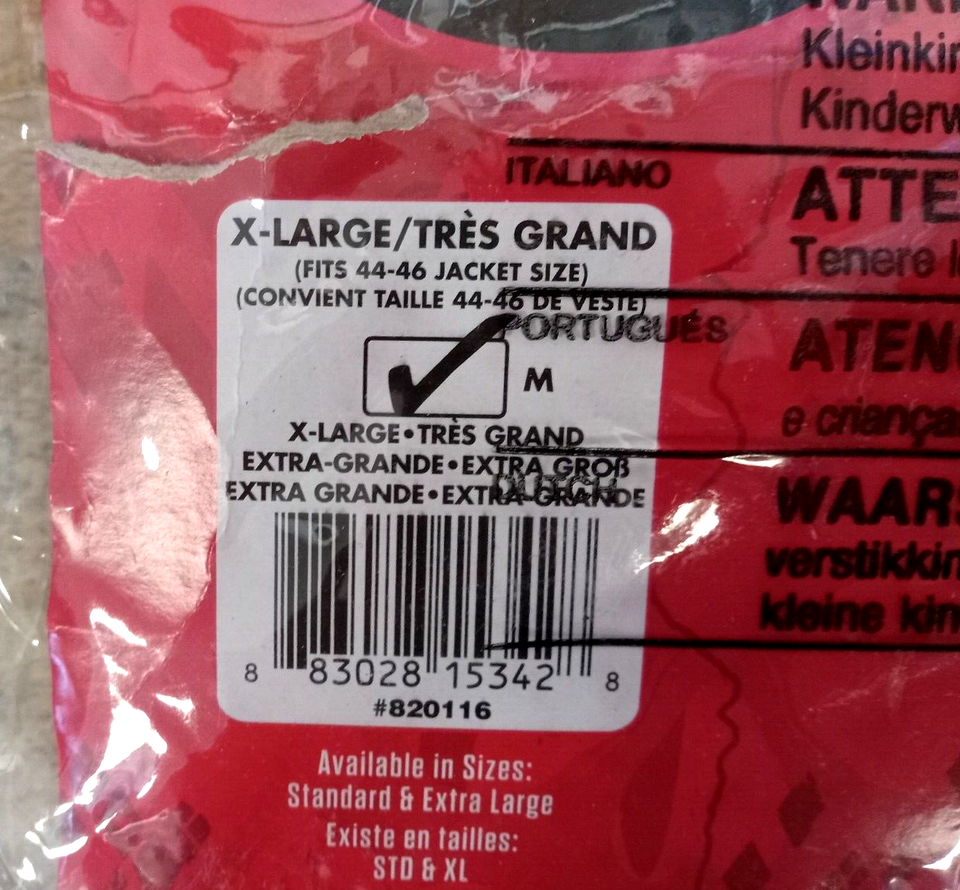 Kleinkin
Kinderw
ITALIANO
ATTE
Tenere l
X-LARGE/TRÈS GRAND
(FITS 44-46 JACKET SIZE)
(CONVIENT TAILLE 44-46 DE VESTE)
PORTUGUÉS
ATEN
M
e criança
X-LARGE•TRÈS GRAND
EXTRA-GRANDE•EXTRA GROß
EXTRA GRANDE•EXTRA-GRANDE
DUTCH
WAARS
verstikkin
kleine kin
8 83028 15342 8
#820116
Available in Sizes:
Standard & Extra Large
Existe en tailles:
STD & XL